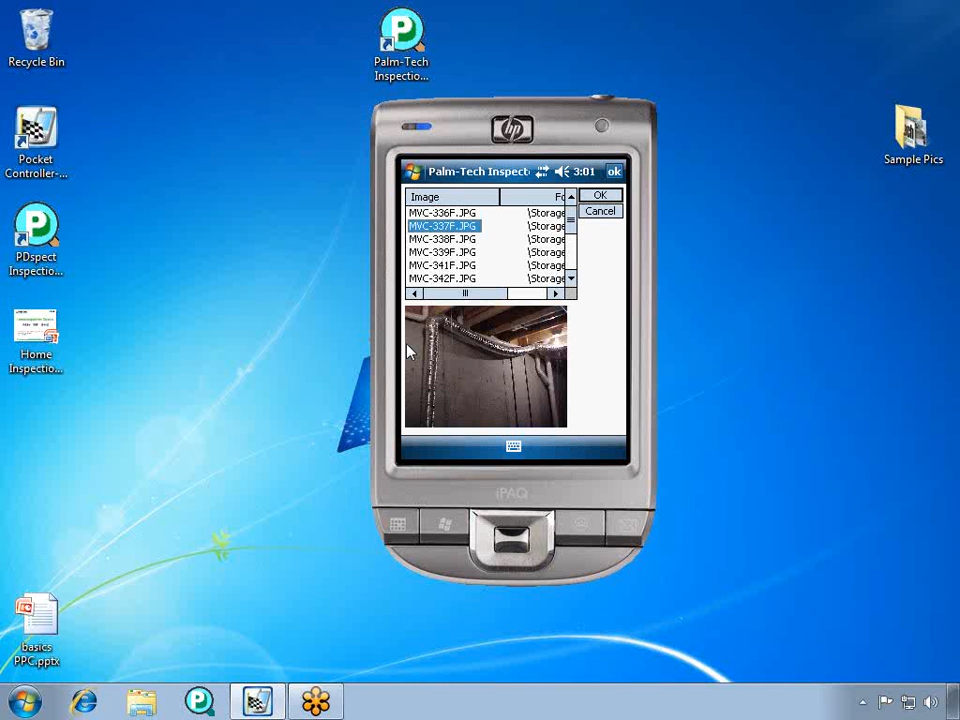 Recycle Bin
Palm-Tech
Inspectio...
Pocket
Controller-...
Sample Pics
PDspect
Inspectio...
Home
Inspectio...
basics
PPC.pptx
hp
Palm-Tech Inspect 3:01 ok
Image Fo
OK
Cancel
MVC-336F.JPG \Storage
MVC-337F.JPG \Storage
MVC-338F.JPG \Storage
MVC-339F.JPG \Storage
MVC-341F.JPG \Storage
MVC-342F.JPG \Storage
iPAQ